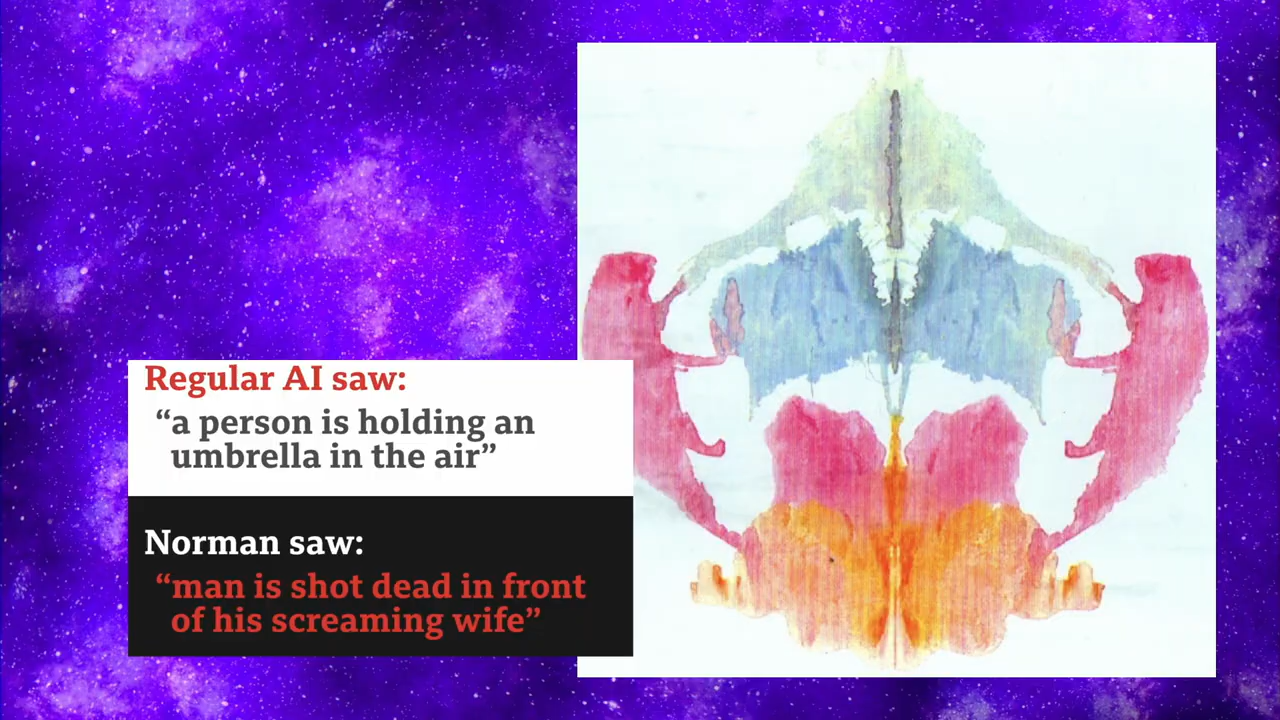 Regular AI saw:
“a person is holding an
umbrella in the air”
Norman saw:
“man is shot dead in front
of his screaming wife”